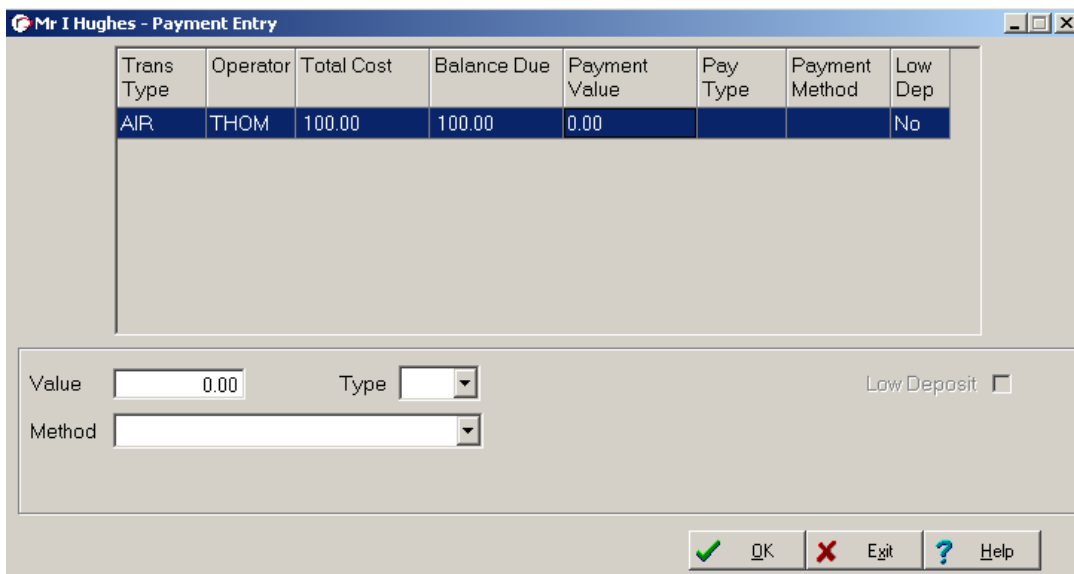 Mr I Hughes - Payment Entry
Trans Type Operator Total Cost Balance Due Payment Value Pay Type Payment Method Low Dep
AIR THOM 100.00 100.00 0.00 No
Value 0.00 Type Low Deposit
Method
OK Exit Help